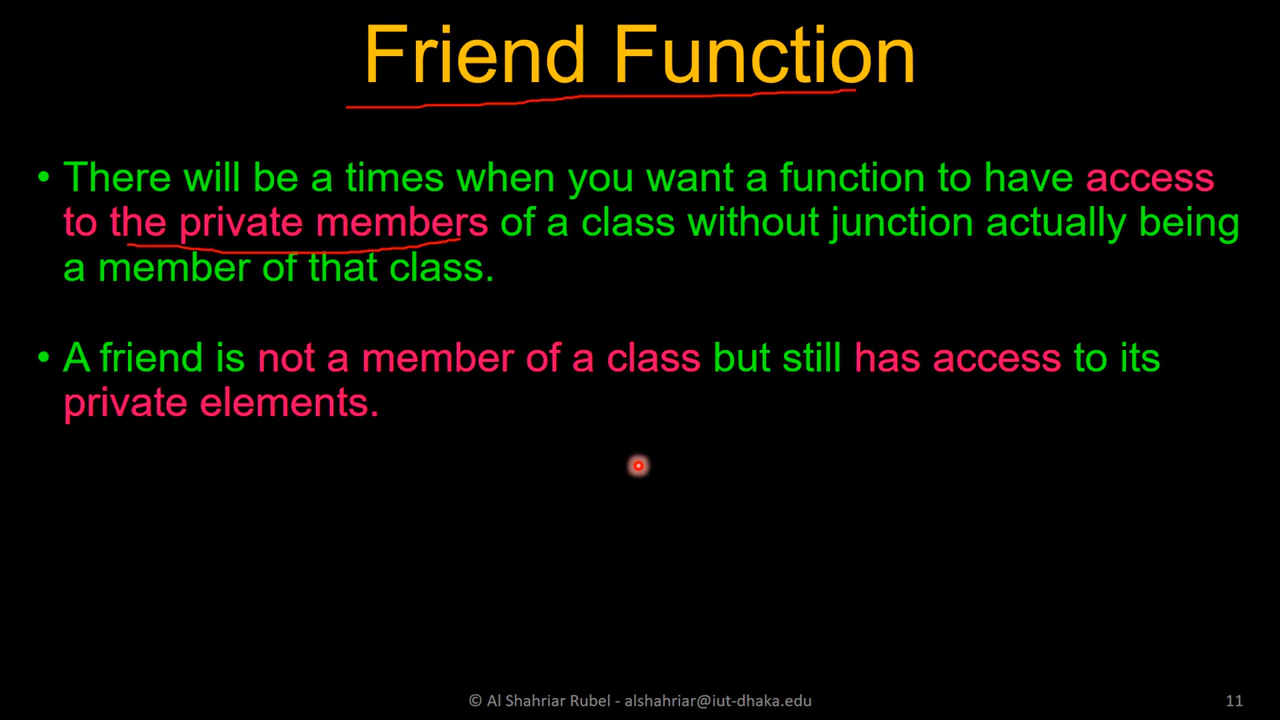 Friend Function
• There will be a times when you want a function to have access
to the private members of a class without junction actually being
a member of that class.
• A friend is not a member of a class but still has access to its
private elements.
© Al Shahriar Rubel - alshahriar@iut-dhaka.edu
11